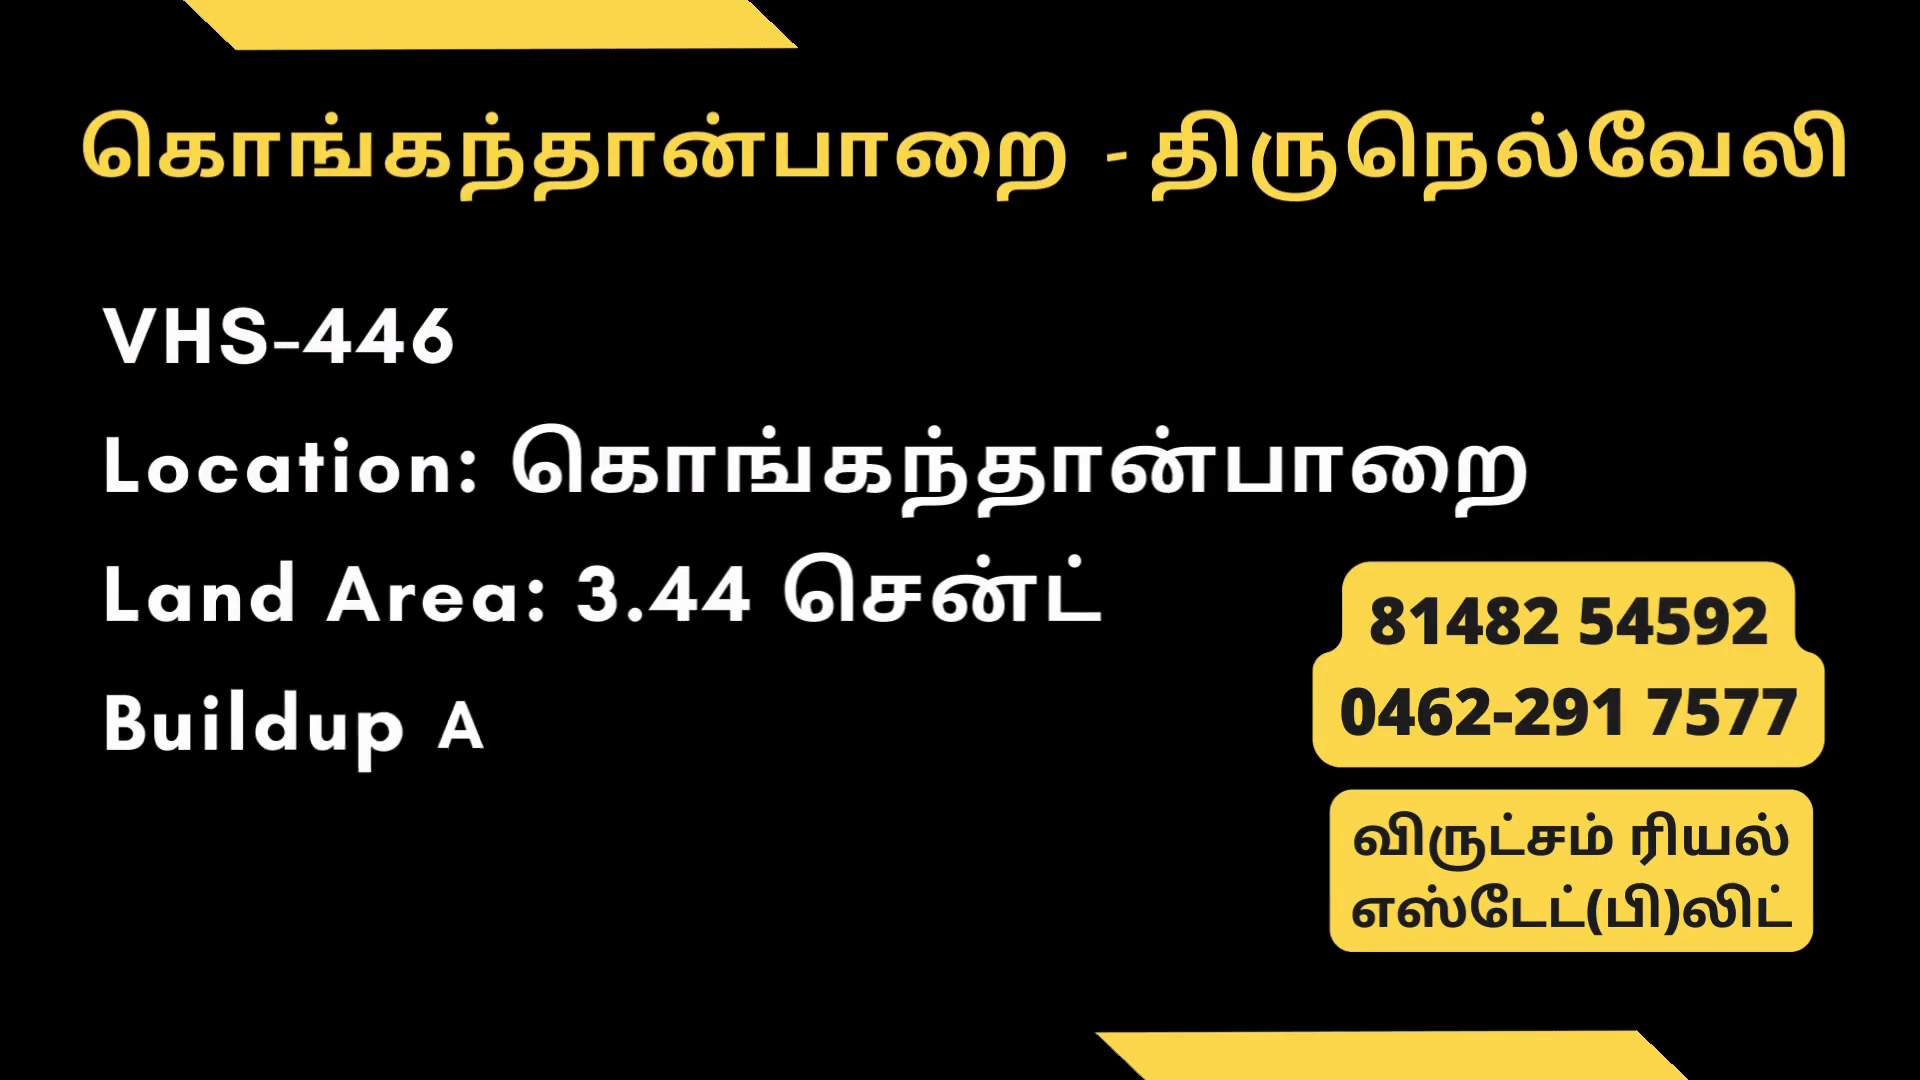 கொங்கந்தான்பாறை - திருநெல்வேலி
VHS-446
Location: கொங்கந்தான்பாறை
Land Area: 3.44 சென்ட்
Buildup A
81482 54592
0462-291 7577
விருட்சம் ரியல்
எஸ்டேட்(பி)லிட்